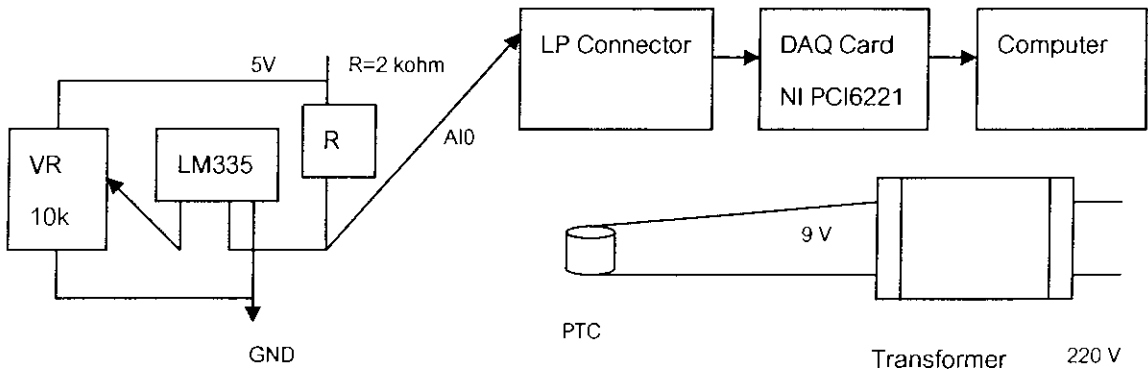 LP Connector
DAQ Card
NI PCI6221
Computer
5V
R=2 kohm
R
AI0
VR
10k
LM335
GND
9 V
PTC
Transformer
220 V